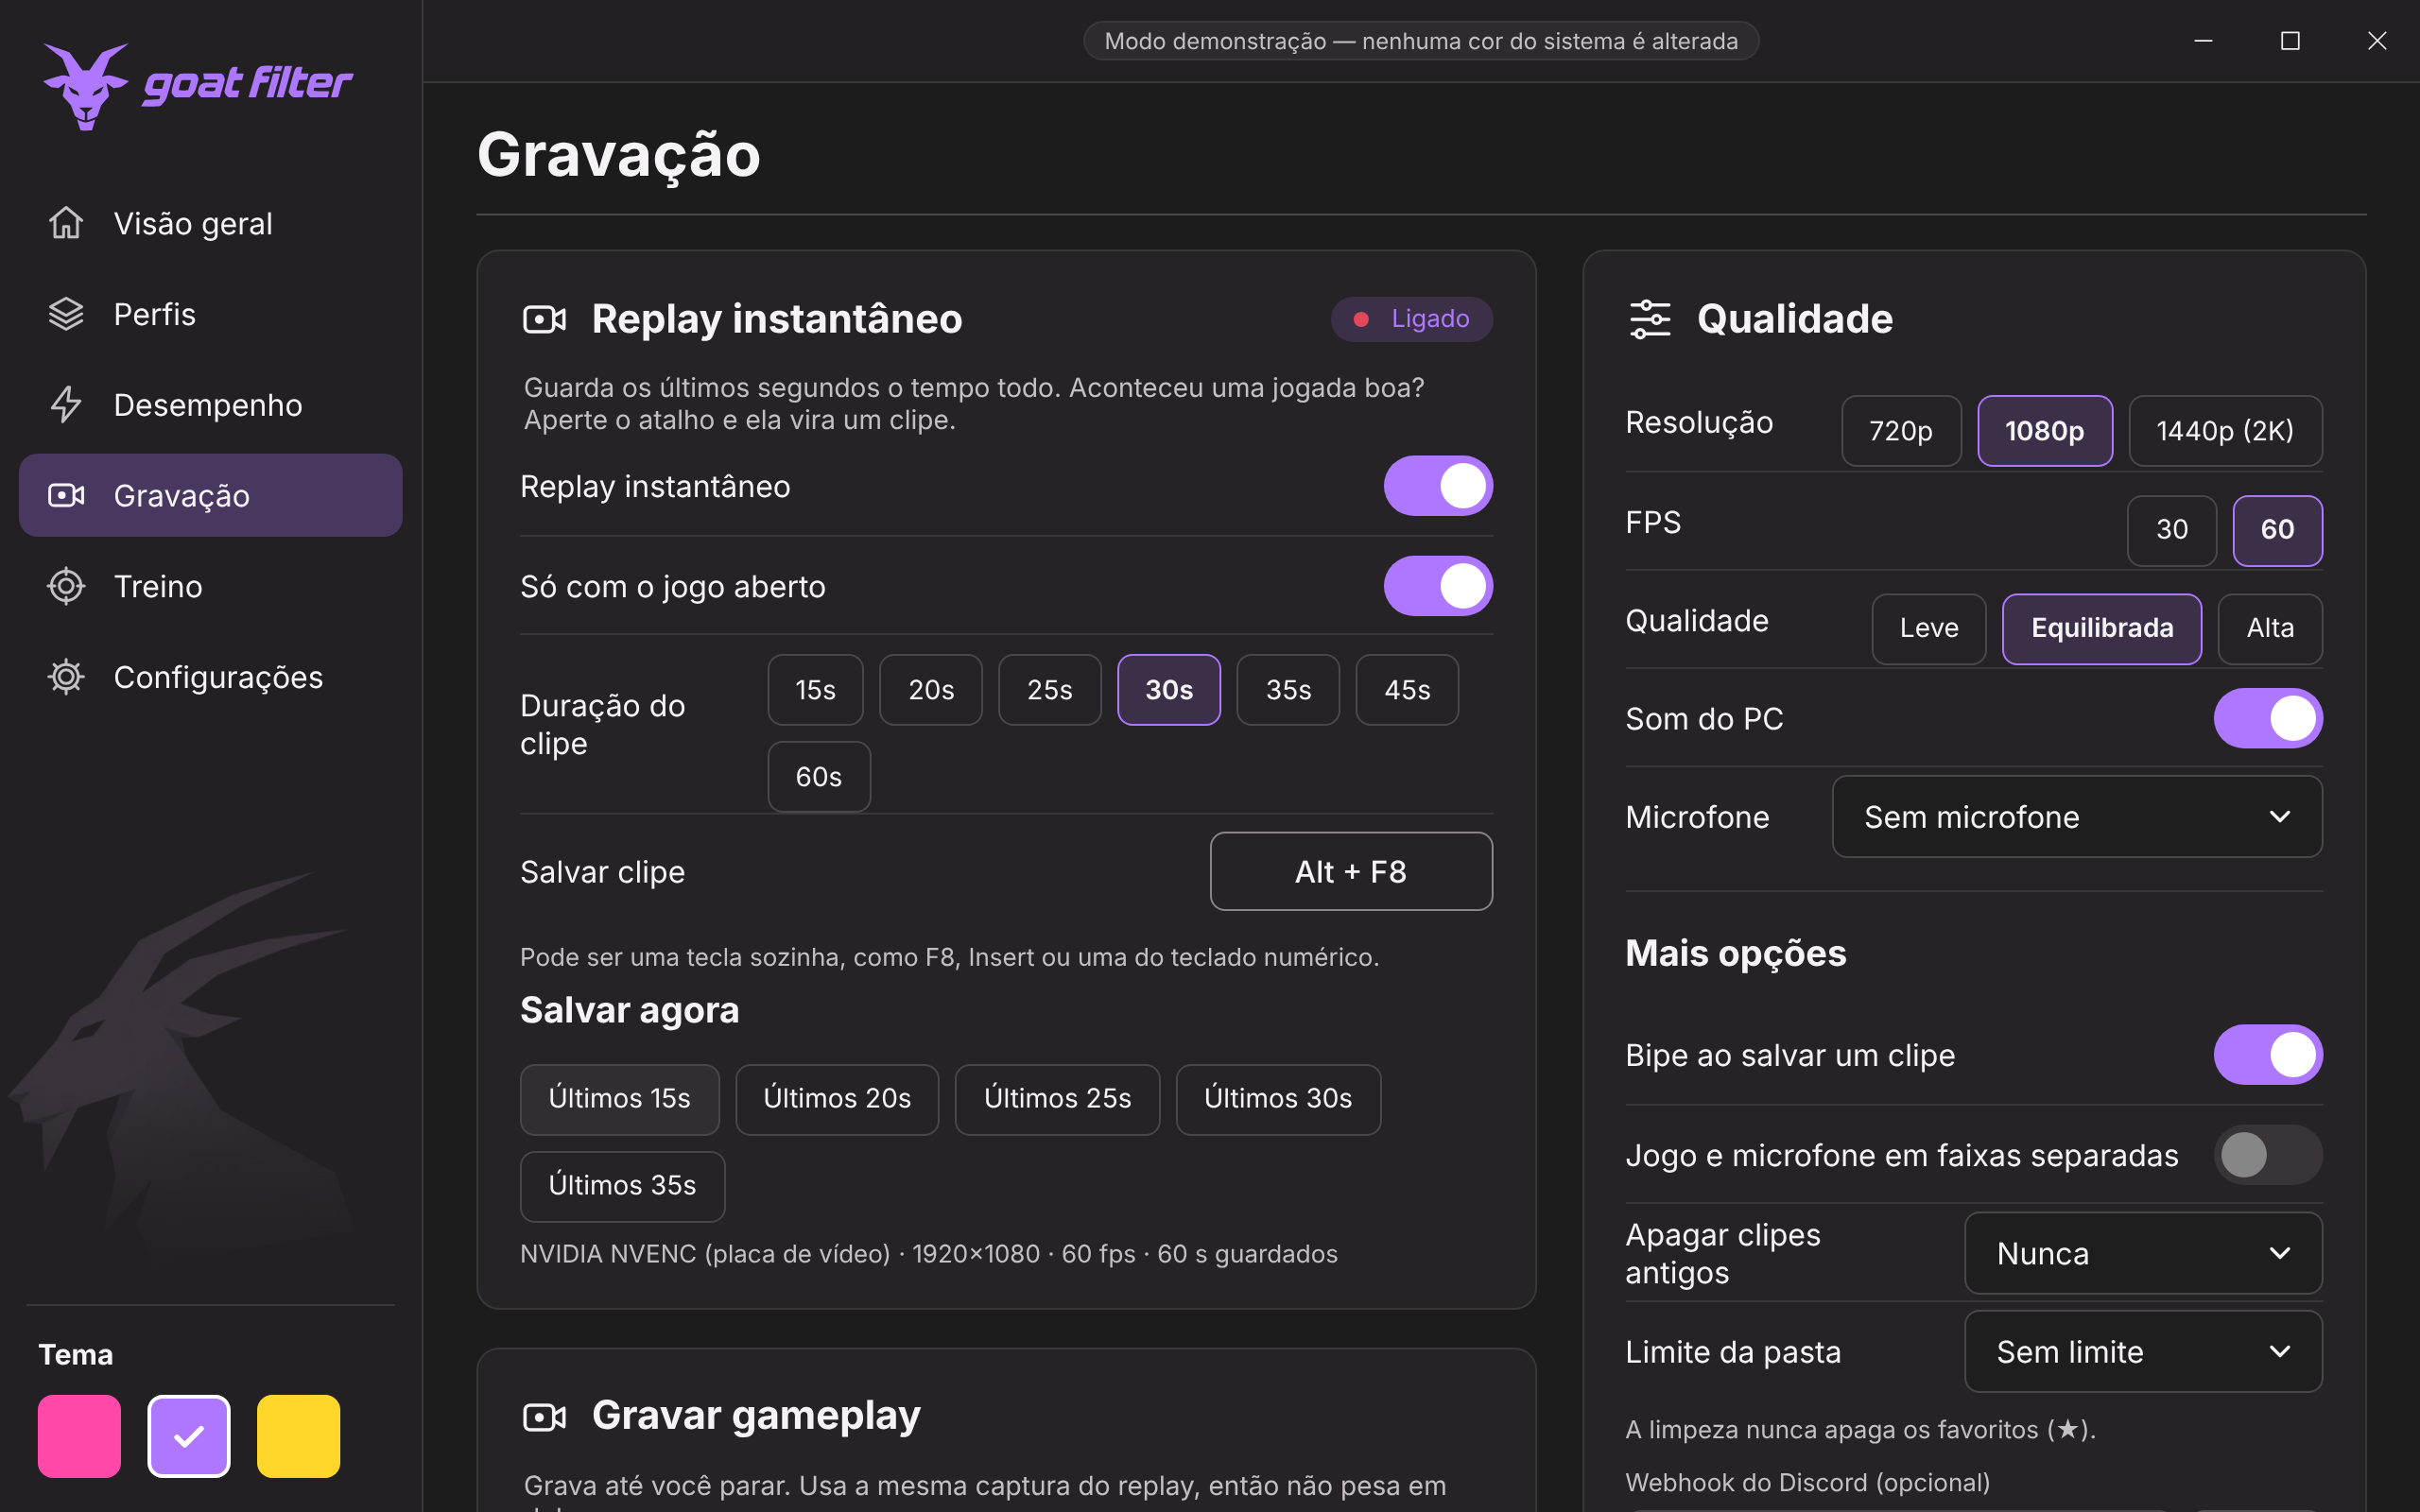 goat filter
Modo demonstração — nenhuma cor do sistema é alterada
Visão geral
Perfis
Desempenho
Gravação
Treino
Configurações
Tema
Gravação
Replay instantâneo
Ligado
Guarda os últimos segundos o tempo todo. Aconteceu uma jogada boa?
Aperte o atalho e ela vira um clipe.
Replay instantâneo
Só com o jogo aberto
Duração do
clipe
15s 20s 25s 30s 35s 45s
60s
Salvar clipe
Alt + F8
Pode ser uma tecla sozinha, como F8, Insert ou uma do teclado numérico.
Salvar agora
Últimos 15s Últimos 20s Últimos 25s Últimos 30s
Últimos 35s
NVIDIA NVENC (placa de vídeo) · 1920×1080 · 60 fps · 60 s guardados
Gravar gameplay
Grava até você parar. Usa a mesma captura do replay, então não pesa em
Qualidade
Resolução 720p 1080p 1440p (2K)
FPS 30 60
Qualidade Leve Equilibrada Alta
Som do PC
Microfone Sem microfone
Mais opções
Bipe ao salvar um clipe
Jogo e microfone em faixas separadas
Apagar clipes
antigos
Nunca
Limite da pasta Sem limite
A limpeza nunca apaga os favoritos (★).
Webhook do Discord (opcional)